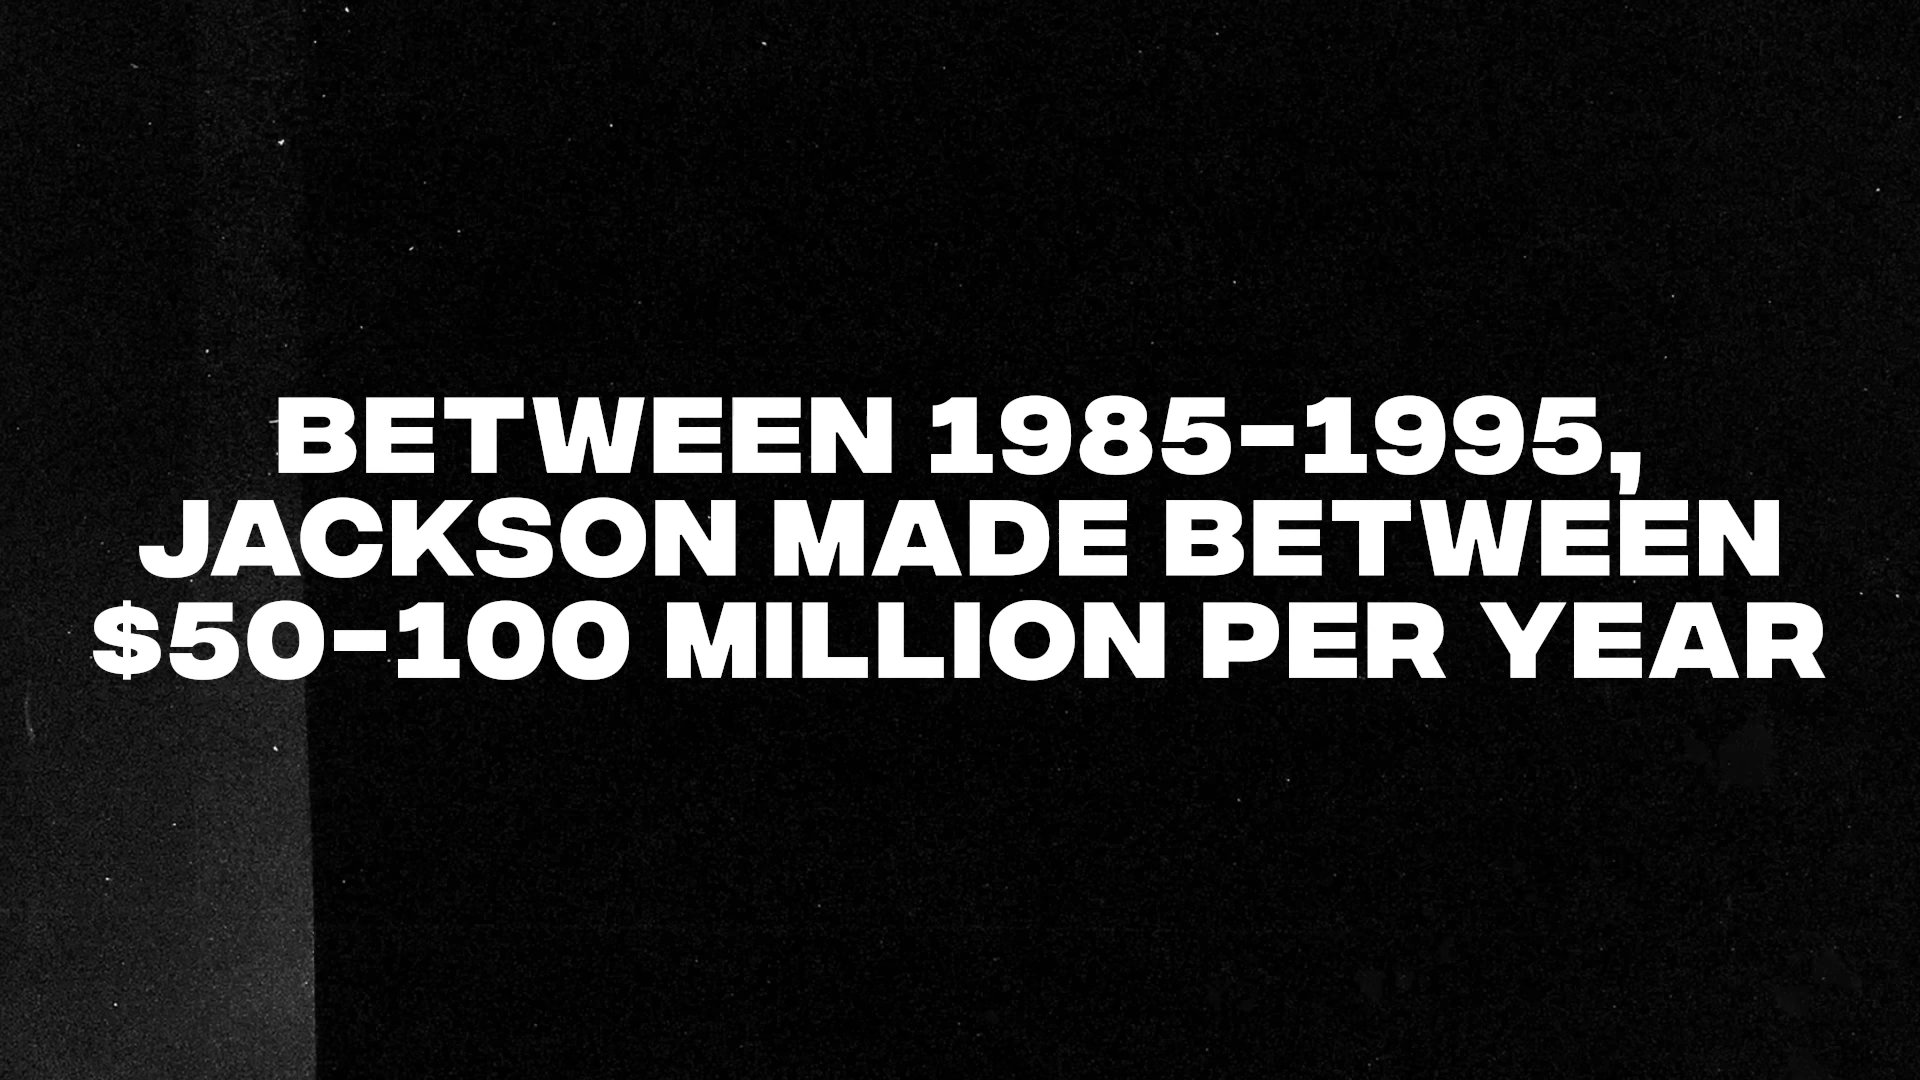 BETWEEN 1985-1995,
JACKSON MADE BETWEEN
$50-100 MILLION PER YEAR